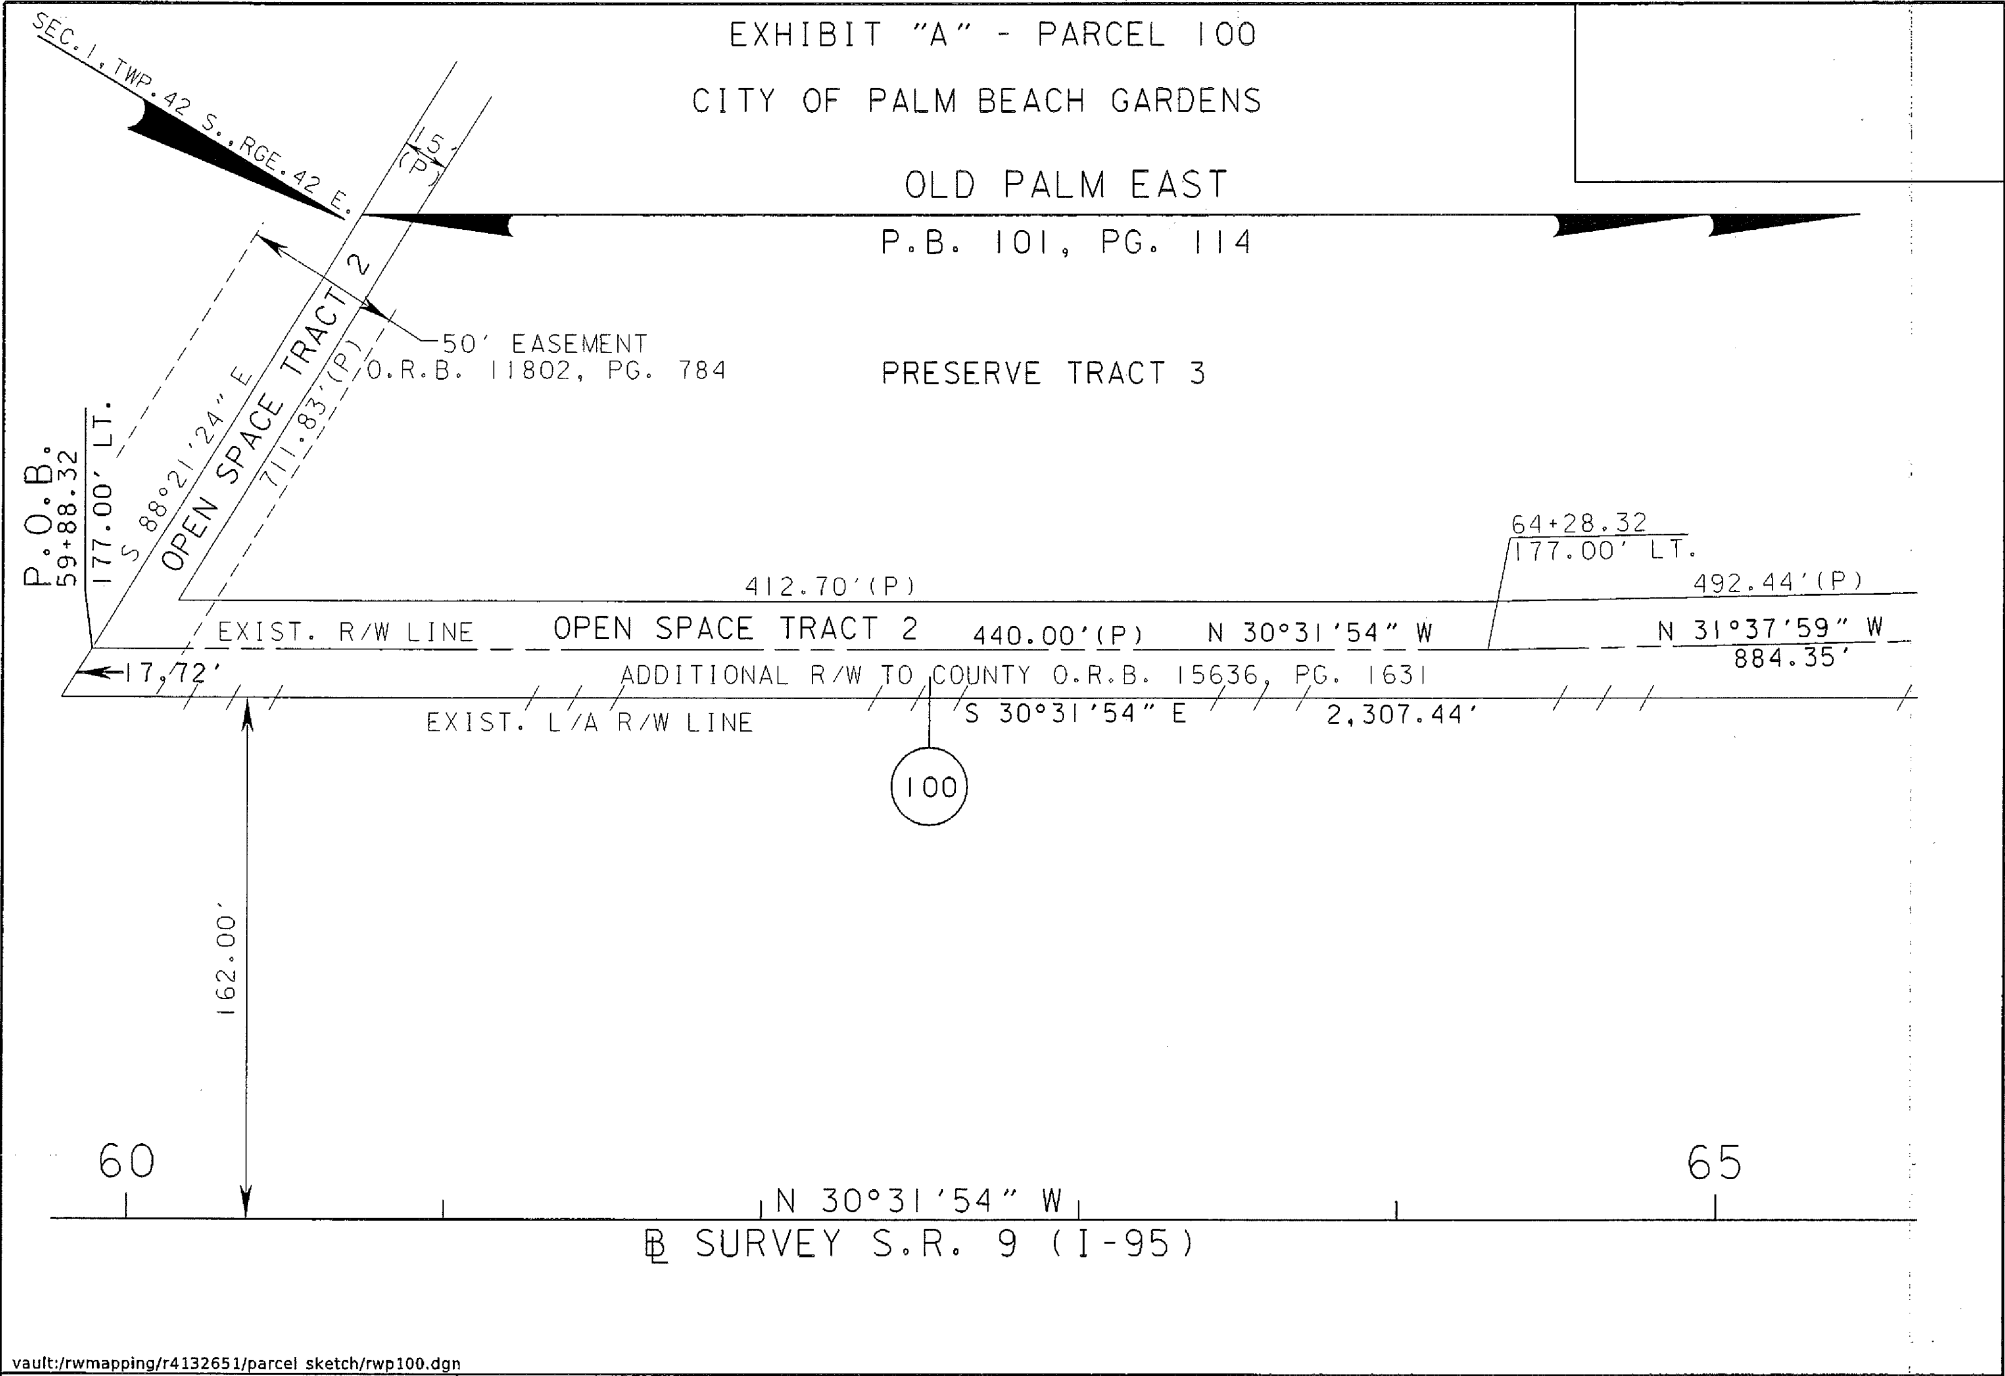 EXHIBIT "A" - PARCEL 100
CITY OF PALM BEACH GARDENS
SEC. 1, TWP. 42 S., RGE. 42 E.
15'
(P)
OLD PALM EAST
P.B. 101, PG. 114
50' EASEMENT
O.R.B. 11802, PG. 784
PRESERVE TRACT 3
S 88°21'24" E
OPEN SPACE TRACT 2
711.83'(P)
P.O.B.
59+88.32
177.00' LT.
64+28.32
177.00' LT.
412.70'(P)
492.44'(P)
EXIST. R/W LINE
OPEN SPACE TRACT 2
440.00'(P)
N 30°31'54" W
N 31°37'59" W
884.35'
17.72'
ADDITIONAL R/W TO COUNTY O.R.B. 15636, PG. 1631
EXIST. L/A R/W LINE
S 30°31'54" E
2,307.44'
100
162.00'
60
65
N 30°31'54" W
BL SURVEY S.R. 9 (I-95)
vault:/rwmapping/r4132651/parcel sketch/rwp100.dgn